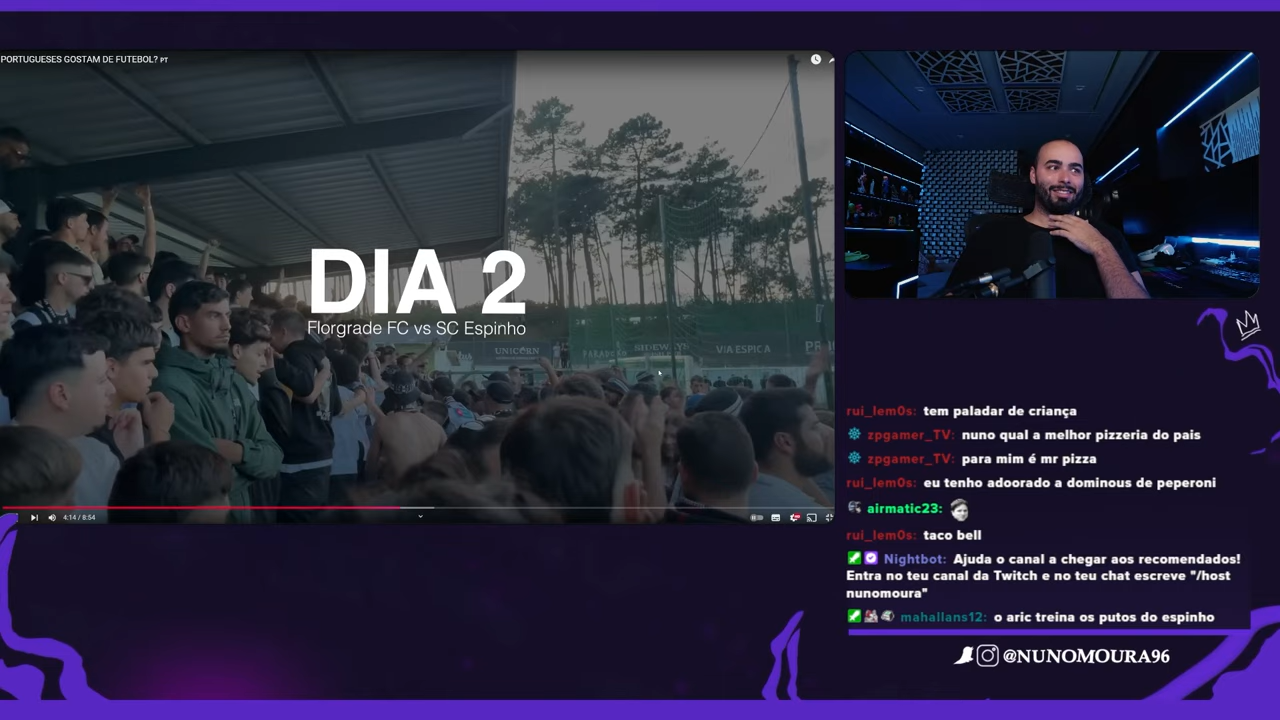 PORTUGUESES GOSTAM DE FUTEBOL? PT
DIA 2
Florgrade FC vs SC Espinho
UNICORN
SIDEWAYZ
VIA ESPICA
4:14 / 8:54
rui_lem0s: tem paladar de criança
zpgamer_TV: nuno qual a melhor pizzeria do pais
zpgamer_TV: para mim é mr pizza
rui_lem0s: eu tenho adoorado a dominous de peperoni
airmatic23:
rui_lem0s: taco bell
Nightbot: Ajuda o canal a chegar aos recomendados!
Entra no teu canal da Twitch e no teu chat escreve "/host
nunomoura"
mahallans12: o aric treina os putos do espinho
@NUNOMOURA96